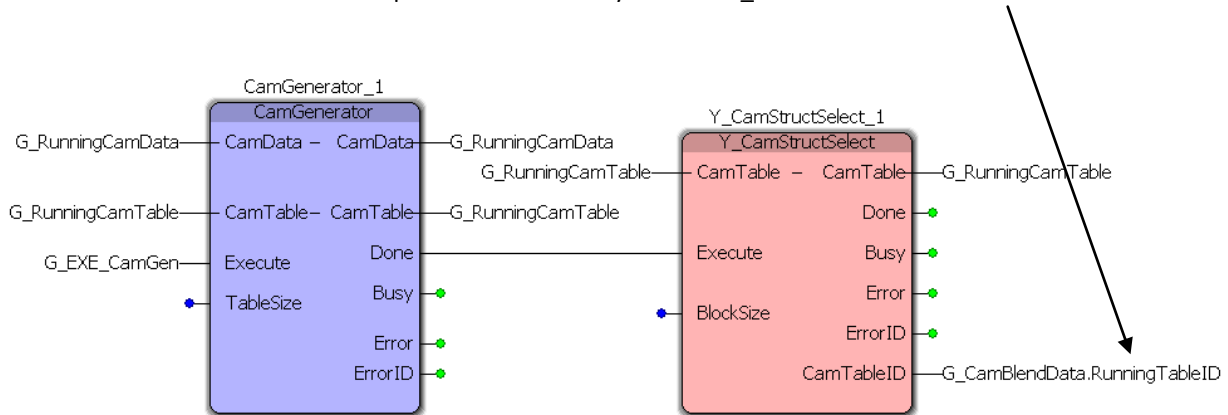 CamGenerator_1
CamGenerator
G_RunningCamData CamData – CamData G_RunningCamData
G_RunningCamTable CamTable – CamTable G_RunningCamTable
G_EXE_CamGen Execute Done
TableSize Busy
Error
ErrorID
Y_CamStructSelect_1
Y_CamStructSelect
G_RunningCamTable CamTable – CamTable G_RunningCamTable
Done
Execute Busy
Error
BlockSize
ErrorID
CamTableID G_CamBlendData.RunningTableID